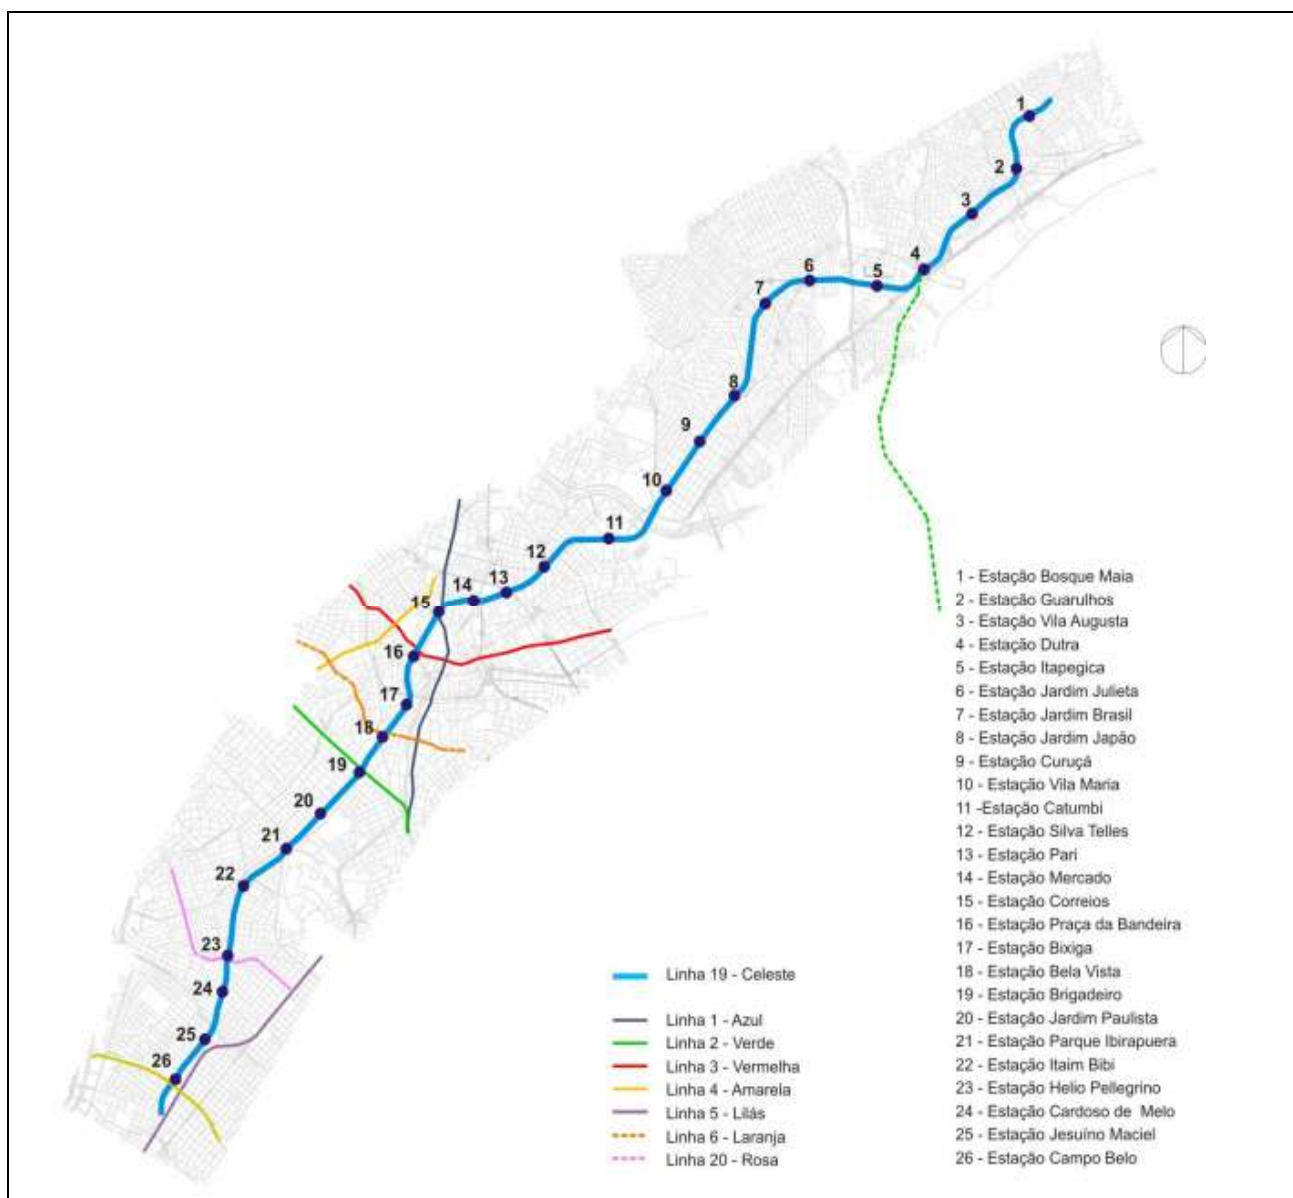 1
2
3
4
5
6
7
8
9
10
11
12
13
14
15
16
17
18
19
20
21
22
23
24
25
26
1 - Estação Bosque Maia
2 - Estação Guarulhos
3 - Estação Vila Augusta
4 - Estação Dutra
5 - Estação Itapegica
6 - Estação Jardim Julieta
7 - Estação Jardim Brasil
8 - Estação Jardim Japão
9 - Estação Curuçá
10 - Estação Vila Maria
11 -Estação Catumbi
12 - Estação Silva Telles
13 - Estação Pari
14 - Estação Mercado
15 - Estação Correios
16 - Estação Praça da Bandeira
17 - Estação Bixiga
18 - Estação Bela Vista
19 - Estação Brigadeiro
20 - Estação Jardim Paulista
21 - Estação Parque Ibirapuera
22 - Estação Itaim Bibi
23 - Estação Helio Pellegrino
24 - Estação Cardoso de Melo
25 - Estação Jesuíno Maciel
26 - Estação Campo Belo
Linha 19 - Celeste
Linha 1 - Azul
Linha 2 - Verde
Linha 3 - Vermelha
Linha 4 - Amarela
Linha 5 - Lilás
Linha 6 - Laranja
Linha 20 - Rosa